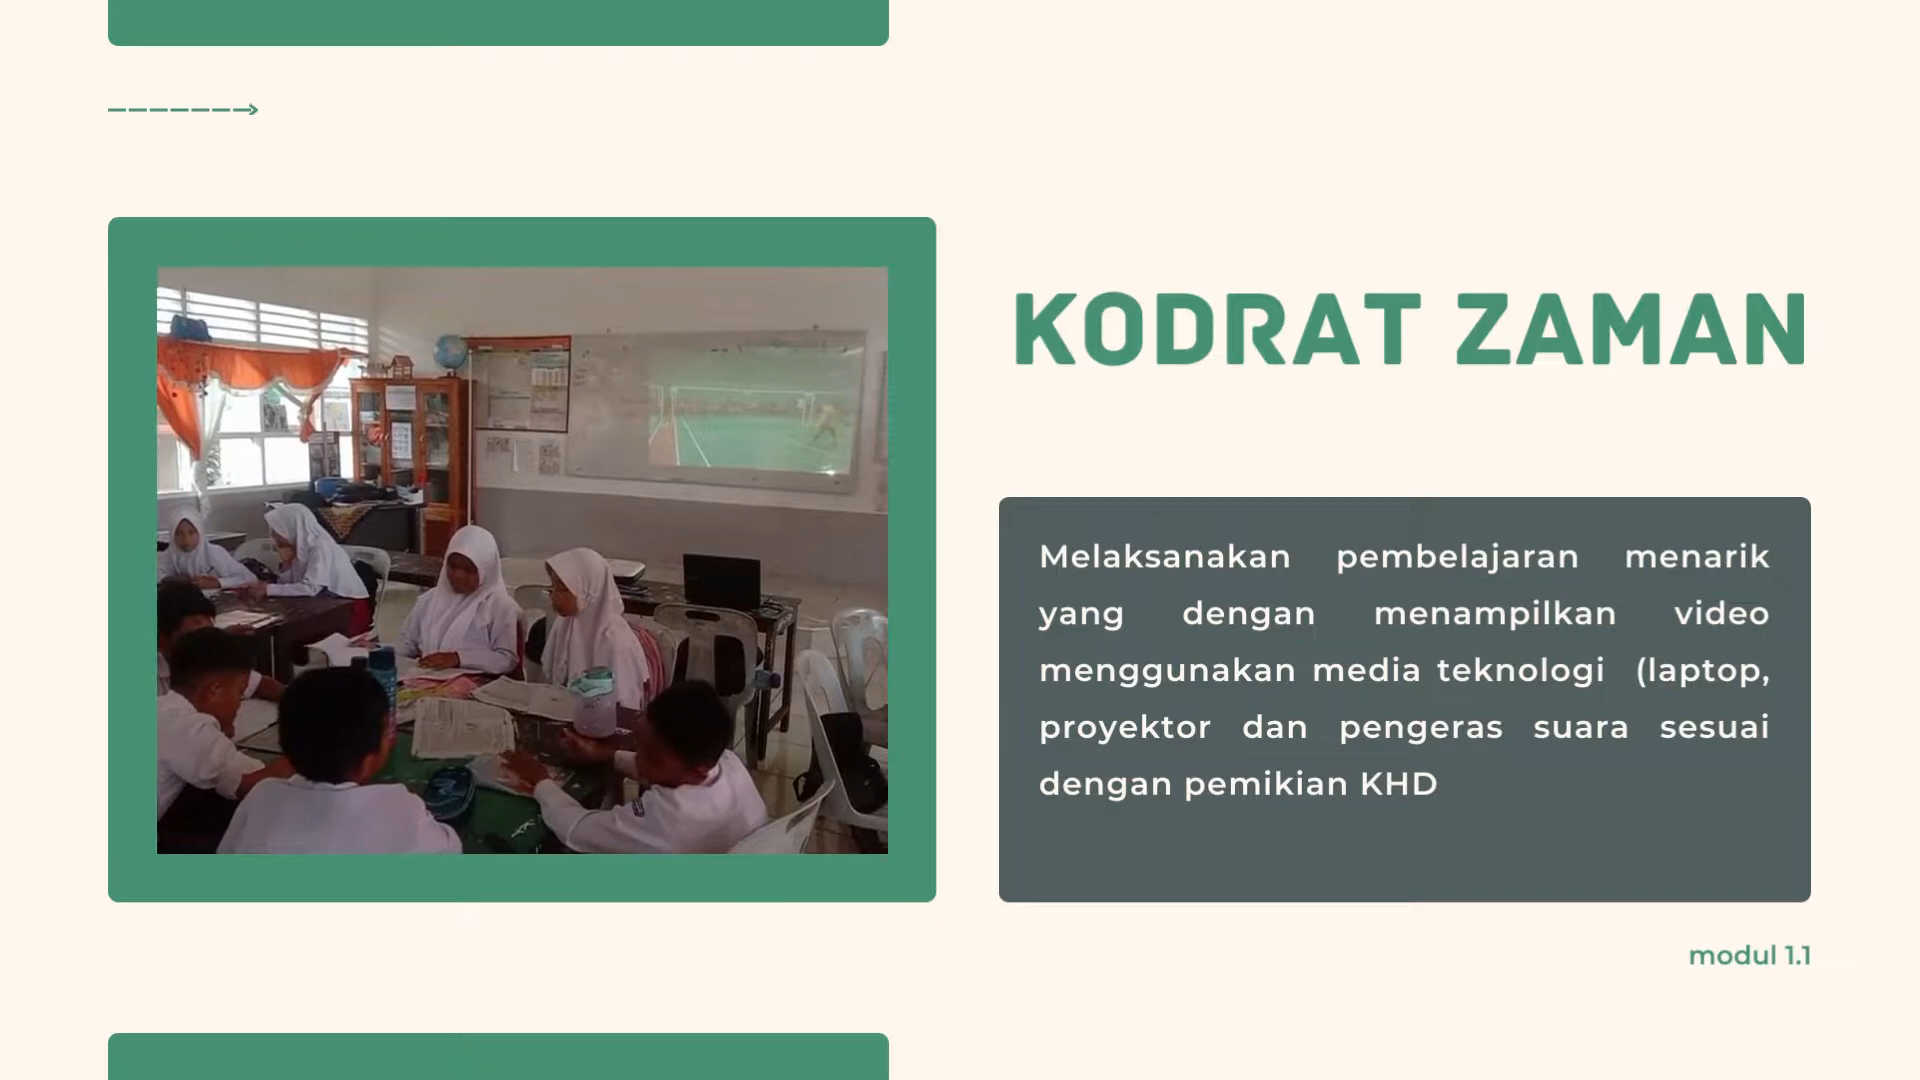 KODRAT ZAMAN
Melaksanakan pembelajaran menarik
yang dengan menampilkan video
menggunakan media teknologi (laptop,
proyektor dan pengeras suara sesuai
dengan pemikian KHD
modul 1.1